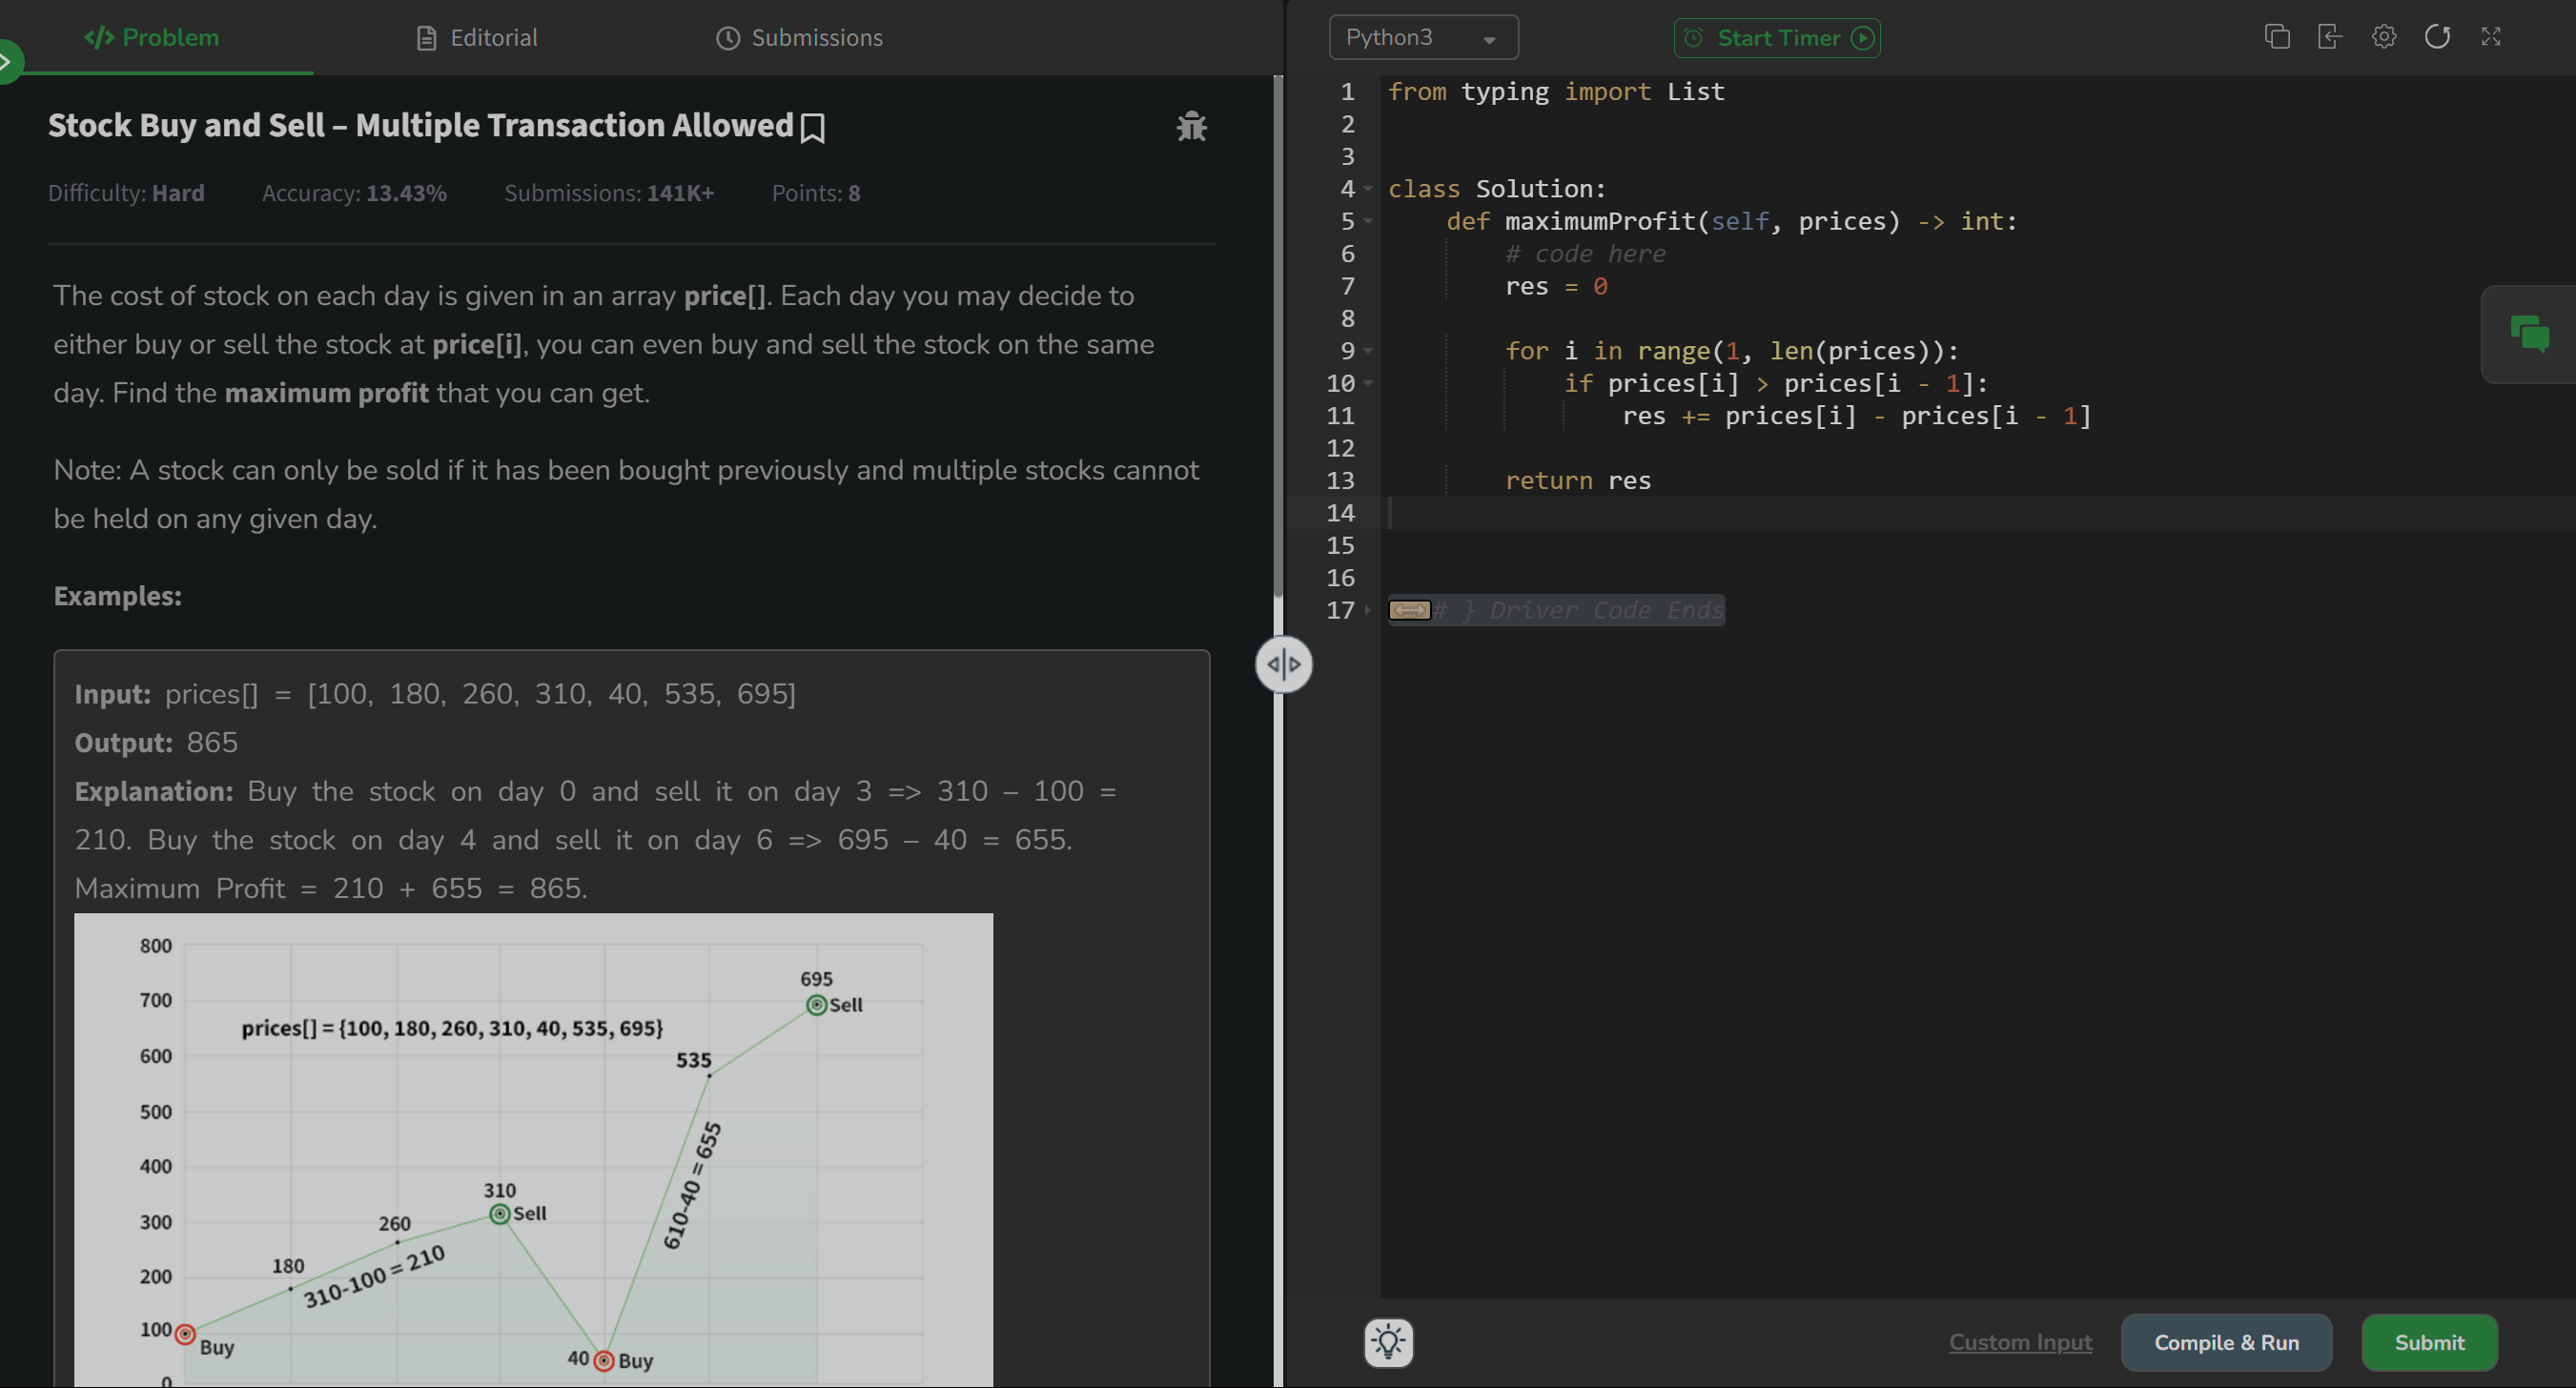 </> Problem
Editorial
Submissions
Stock Buy and Sell – Multiple Transaction Allowed
Difficulty: Hard Accuracy: 13.43% Submissions: 141K+ Points: 8
The cost of stock on each day is given in an array price[]. Each day you may decide to
either buy or sell the stock at price[i], you can even buy and sell the stock on the same
day. Find the maximum profit that you can get.
Note: A stock can only be sold if it has been bought previously and multiple stocks cannot
be held on any given day.
Examples:
Input: prices[] = [100, 180, 260, 310, 40, 535, 695]
Output: 865
Explanation: Buy the stock on day 0 and sell it on day 3 => 310 – 100 =
210. Buy the stock on day 4 and sell it on day 6 => 695 – 40 = 655.
Maximum Profit = 210 + 655 = 865.
800
700
600
500
400
300
200
100
0
prices[] = {100, 180, 260, 310, 40, 535, 695}
Buy
180
260
310-100 = 210
310
Sell
40
Buy
610-40 = 655
535
695
Sell
Python3
Start Timer
1 from typing import List
2
3
4 class Solution:
5     def maximumProfit(self, prices) -> int:
6         # code here
7         res = 0
8
9         for i in range(1, len(prices)):
10             if prices[i] > prices[i - 1]:
11                 res += prices[i] - prices[i - 1]
12
13         return res
14
15
16
17 # } Driver Code Ends
Custom Input
Compile & Run
Submit